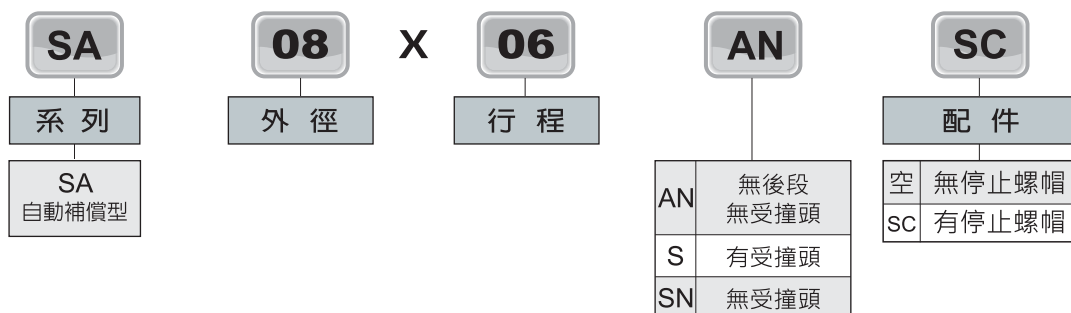 SA 08 X 06 AN SC
系列 外徑 行程 配件
SA
自動補償型
AN 無後段
無受撞頭
S 有受撞頭
SN 無受撞頭
空 無停止螺帽
SC 有停止螺帽